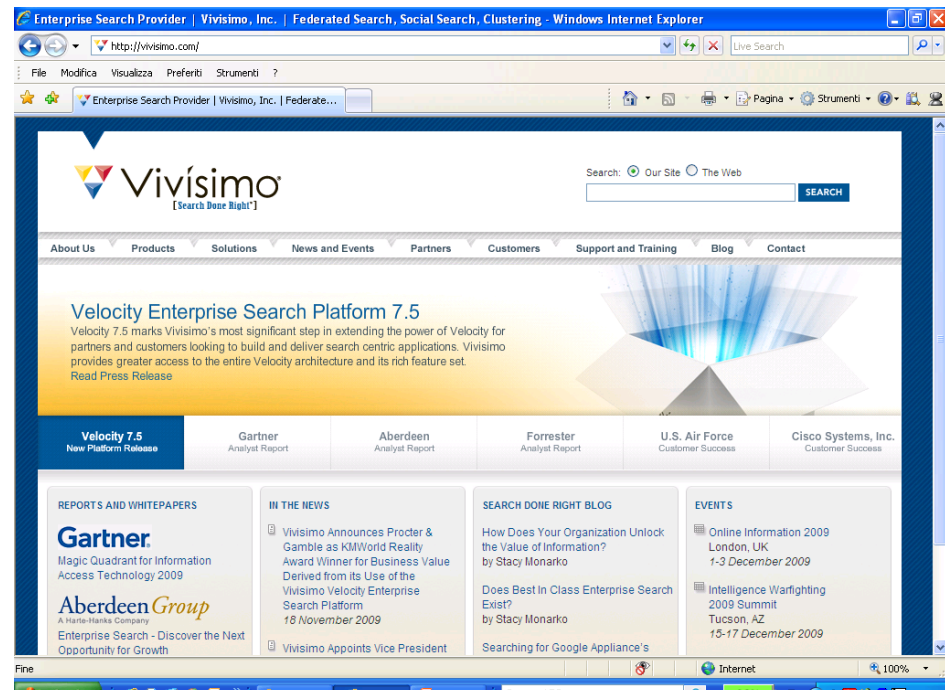 Enterprise Search Provider | Vivisimo, Inc. | Federated Search, Social Search, Clustering - Windows Internet Explorer
http://vivisimo.com/
Live Search
File Modifica Visualizza Preferiti Strumenti ?
Enterprise Search Provider | Vivisimo, Inc. | Federate...
Pagina Strumenti
Vivísimo
[Search Done Right]
Search: Our Site The Web
SEARCH
About Us Products Solutions News and Events Partners Customers Support and Training Blog Contact
Velocity Enterprise Search Platform 7.5
Velocity 7.5 marks Vivisimo's most significant step in extending the power of Velocity for
partners and customers looking to build and deliver search centric applications. Vivisimo
provides greater access to the entire Velocity architecture and its rich feature set.
Read Press Release
Velocity 7.5
New Platform Release
Gartner
Analyst Report
Aberdeen
Analyst Report
Forrester
Analyst Report
U.S. Air Force
Customer Success
Cisco Systems, Inc.
Customer Success
REPORTS AND WHITEPAPERS
Gartner
Magic Quadrant for Information
Access Technology 2009
Aberdeen Group
A Harte-Hanks Company
Enterprise Search - Discover the Next
Opportunity for Growth
IN THE NEWS
Vivisimo Announces Procter &
Gamble as KMWorld Reality
Award Winner for Business Value
Derived from its Use of the
Vivisimo Velocity Enterprise
Search Platform
18 November 2009
Vivisimo Appoints Vice President
SEARCH DONE RIGHT BLOG
How Does Your Organization Unlock
the Value of Information?
by Stacy Monarko
Does Best In Class Enterprise Search
Exist?
by Stacy Monarko
Searching for Google Appliance's
EVENTS
Online Information 2009
London, UK
1-3 December 2009
Intelligence Warfighting
2009 Summit
Tucson, AZ
15-17 December 2009
Fine
Internet
100%